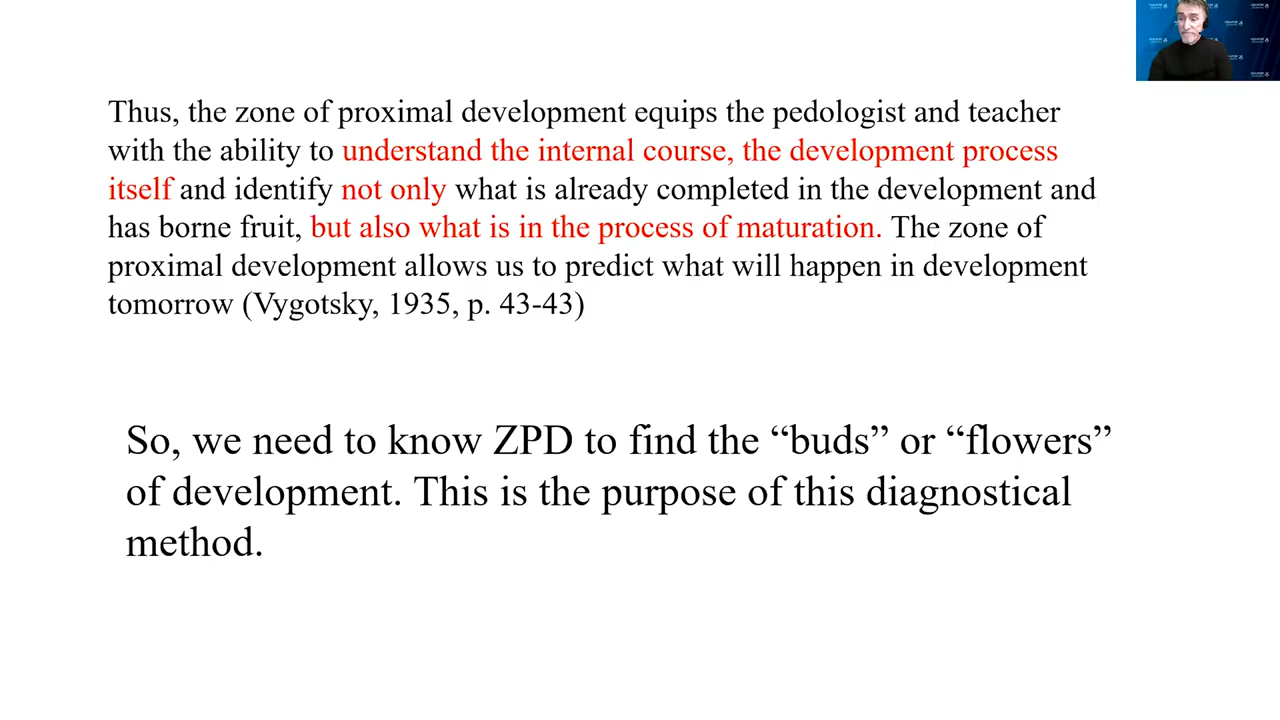 Thus, the zone of proximal development equips the pedologist and teacher
with the ability to understand the internal course, the development process
itself and identify not only what is already completed in the development and
has borne fruit, but also what is in the process of maturation. The zone of
proximal development allows us to predict what will happen in development
tomorrow (Vygotsky, 1935, p. 43-43)
So, we need to know ZPD to find the “buds” or “flowers”
of development. This is the purpose of this diagnostical
method.